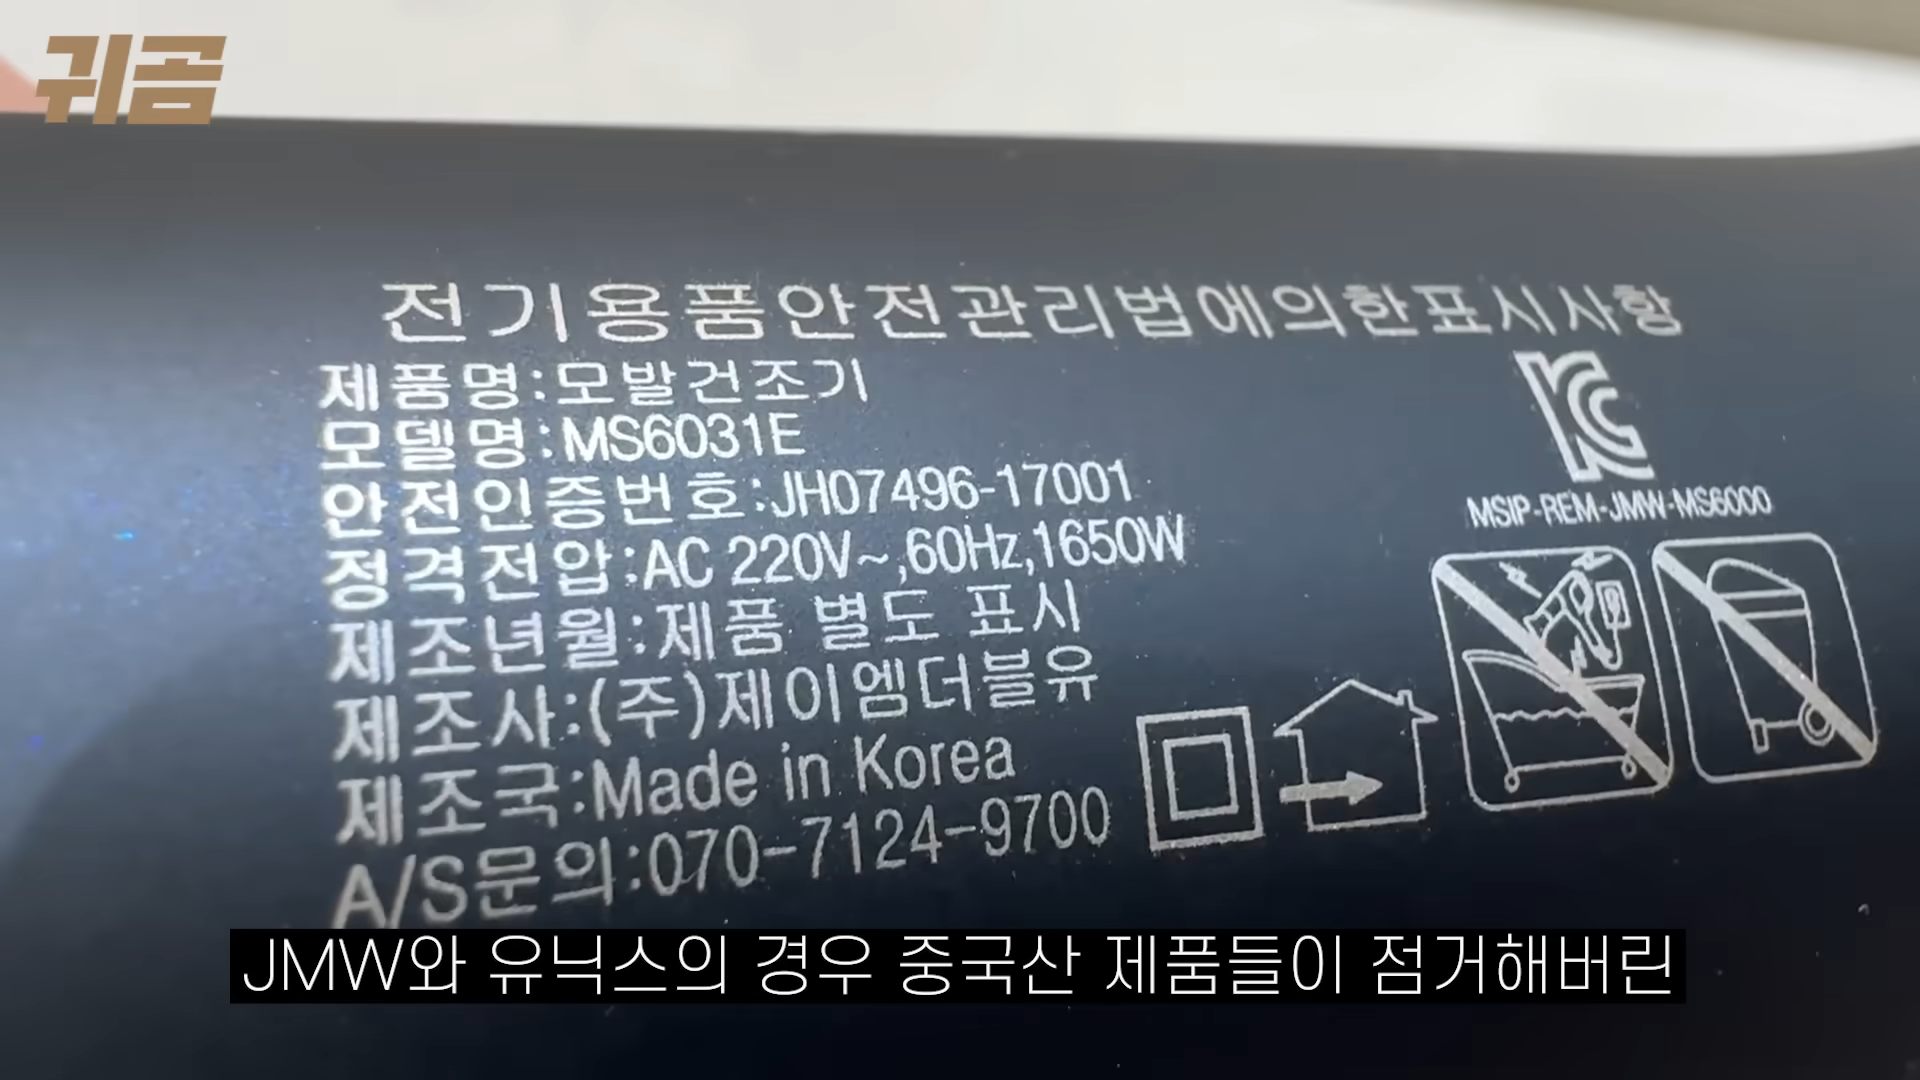 귀곰
전기용품안전관리법에의한표시사항
제품명:모발건조기
모델명:MS6031E
안전인증번호:JH07496-17001
정격전압:AC 220V~,60Hz,1650W
제조년월:제품 별도 표시
제조사:(주)제이엠더블유
제조국:Made in Korea
A/S문의:070-7124-9700
MSIP-REM-JMW-MS6000
JMW와 유닉스의 경우 중국산 제품들이 점거해버린